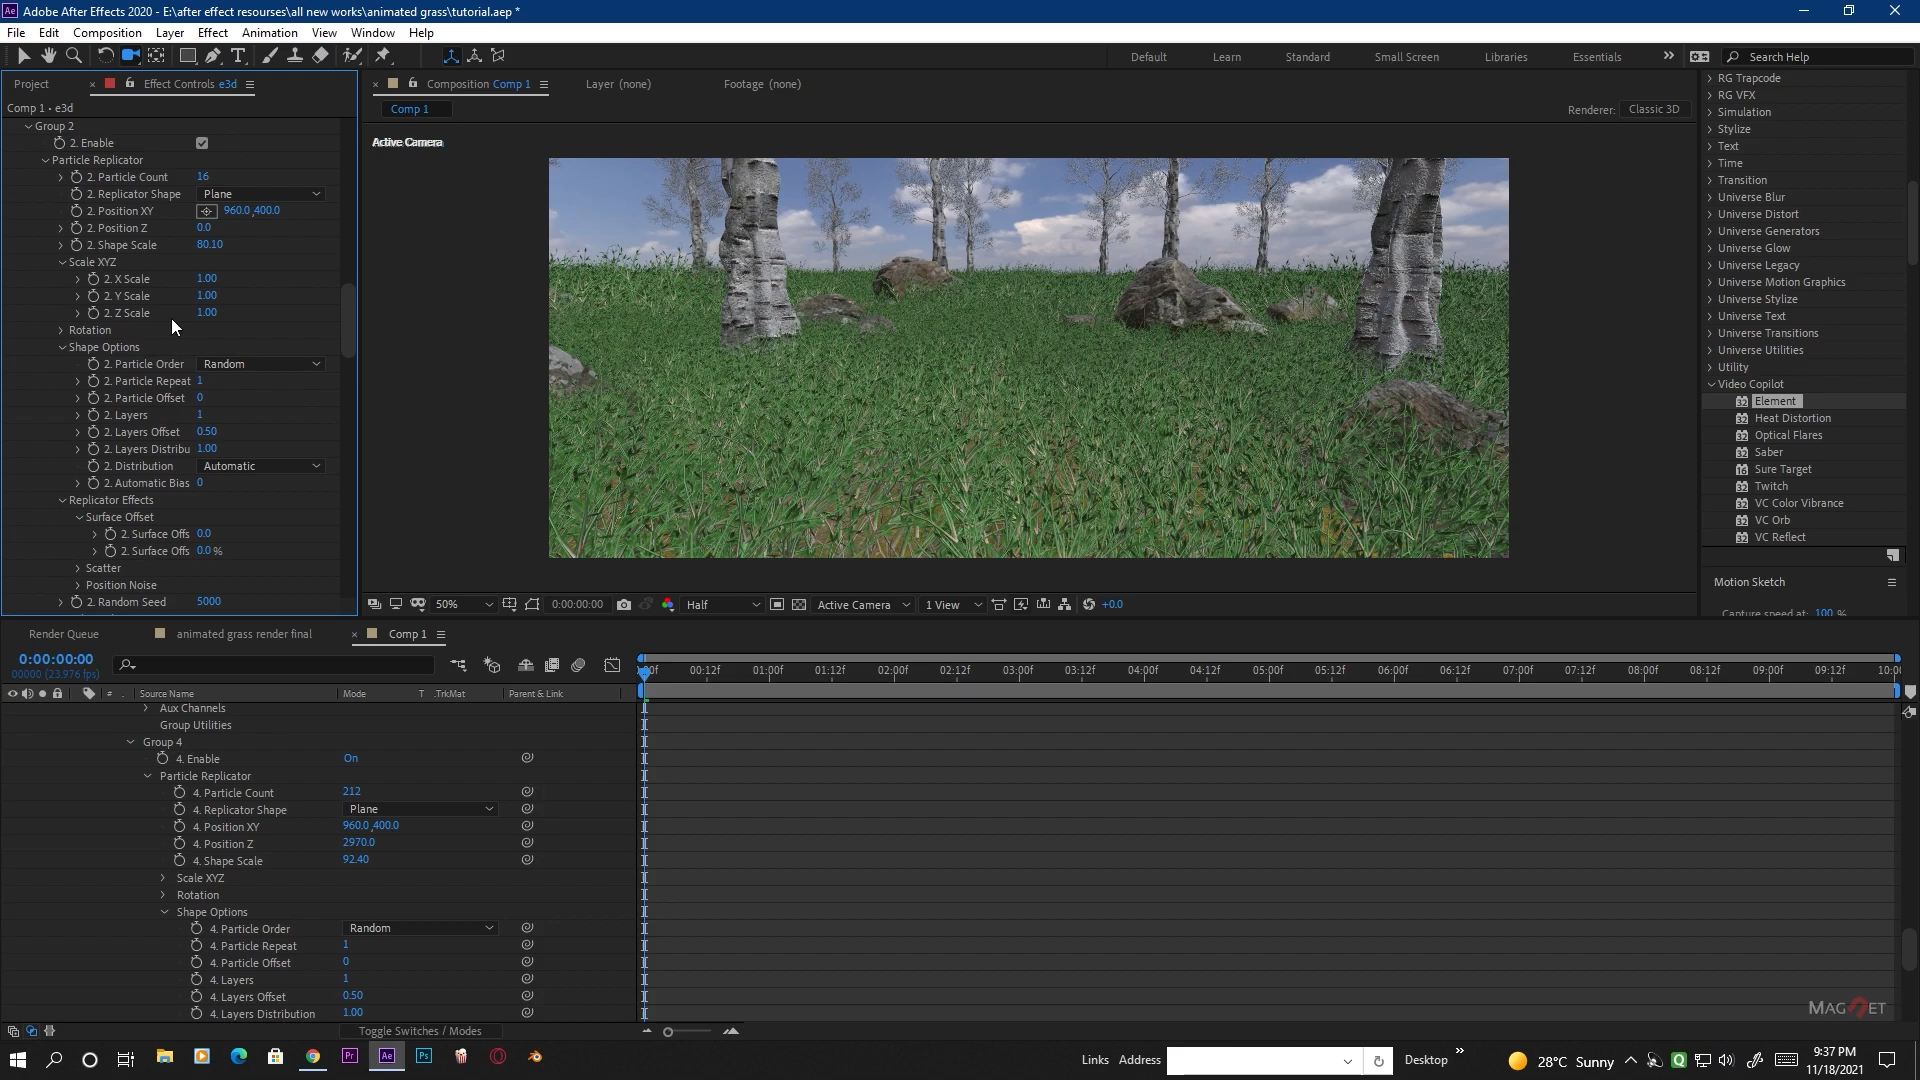 Adobe After Effects 2020 - E:\after effect resourses\all new works\animated grass\tutorial.aep *
File Edit Composition Layer Effect Animation View Window Help
Default Learn Standard Small Screen Libraries Essentials Search Help
Project Effect Controls e3d
Comp 1 • e3d
Group 2
2. Enable
Particle Replicator
2. Particle Count 16
2. Replicator Shape Plane
2. Position XY 960.0,400.0
2. Position Z 0.0
2. Shape Scale 80.10
Scale XYZ
2. X Scale 1.00
2. Y Scale 1.00
2. Z Scale 1.00
Rotation
Shape Options
2. Particle Order Random
2. Particle Repeat 1
2. Particle Offset 0
2. Layers 1
2. Layers Offset 0.50
2. Layers Distribu 1.00
2. Distribution Automatic
2. Automatic Bias 0
Replicator Effects
Surface Offset
2. Surface Offs 0.0
2. Surface Offs 0.0 %
Scatter
Position Noise
2. Random Seed 5000
Composition Comp 1 Layer (none) Footage (none)
Comp 1
Renderer: Classic 3D
Active Camera
50% 0:00:00:00 Half Active Camera 1 View +0.0
RG Trapcode
RG VFX
Simulation
Stylize
Text
Time
Transition
Universe Blur
Universe Distort
Universe Generators
Universe Glow
Universe Legacy
Universe Motion Graphics
Universe Stylize
Universe Text
Universe Transitions
Universe Utilities
Utility
Video Copilot
Element
Heat Distortion
Optical Flares
Saber
Sure Target
Twitch
VC Color Vibrance
VC Orb
VC Reflect
Motion Sketch
Capture speed at: 100 %
Render Queue animated grass render final Comp 1
0:00:00:00
00000 (23.976 fps)
:00f 00:12f 01:00f 01:12f 02:00f 02:12f 03:00f 03:12f 04:00f 04:12f 05:00f 05:12f 06:00f 06:12f 07:00f 07:12f 08:00f 08:12f 09:00f 09:12f 10:0
# . Source Name Mode T .TrkMat Parent & Link
Aux Channels
Group Utilities
Group 4
4. Enable On
Particle Replicator
4. Particle Count 212
4. Replicator Shape Plane
4. Position XY 960.0,400.0
4. Position Z 2970.0
4. Shape Scale 92.40
Scale XYZ
Rotation
Shape Options
4. Particle Order Random
4. Particle Repeat 1
4. Particle Offset 0
4. Layers 1
4. Layers Offset 0.50
4. Layers Distribution 1.00
Toggle Switches / Modes
MAGNET
Links Address Desktop 28°C Sunny 9:37 PM
11/18/2021